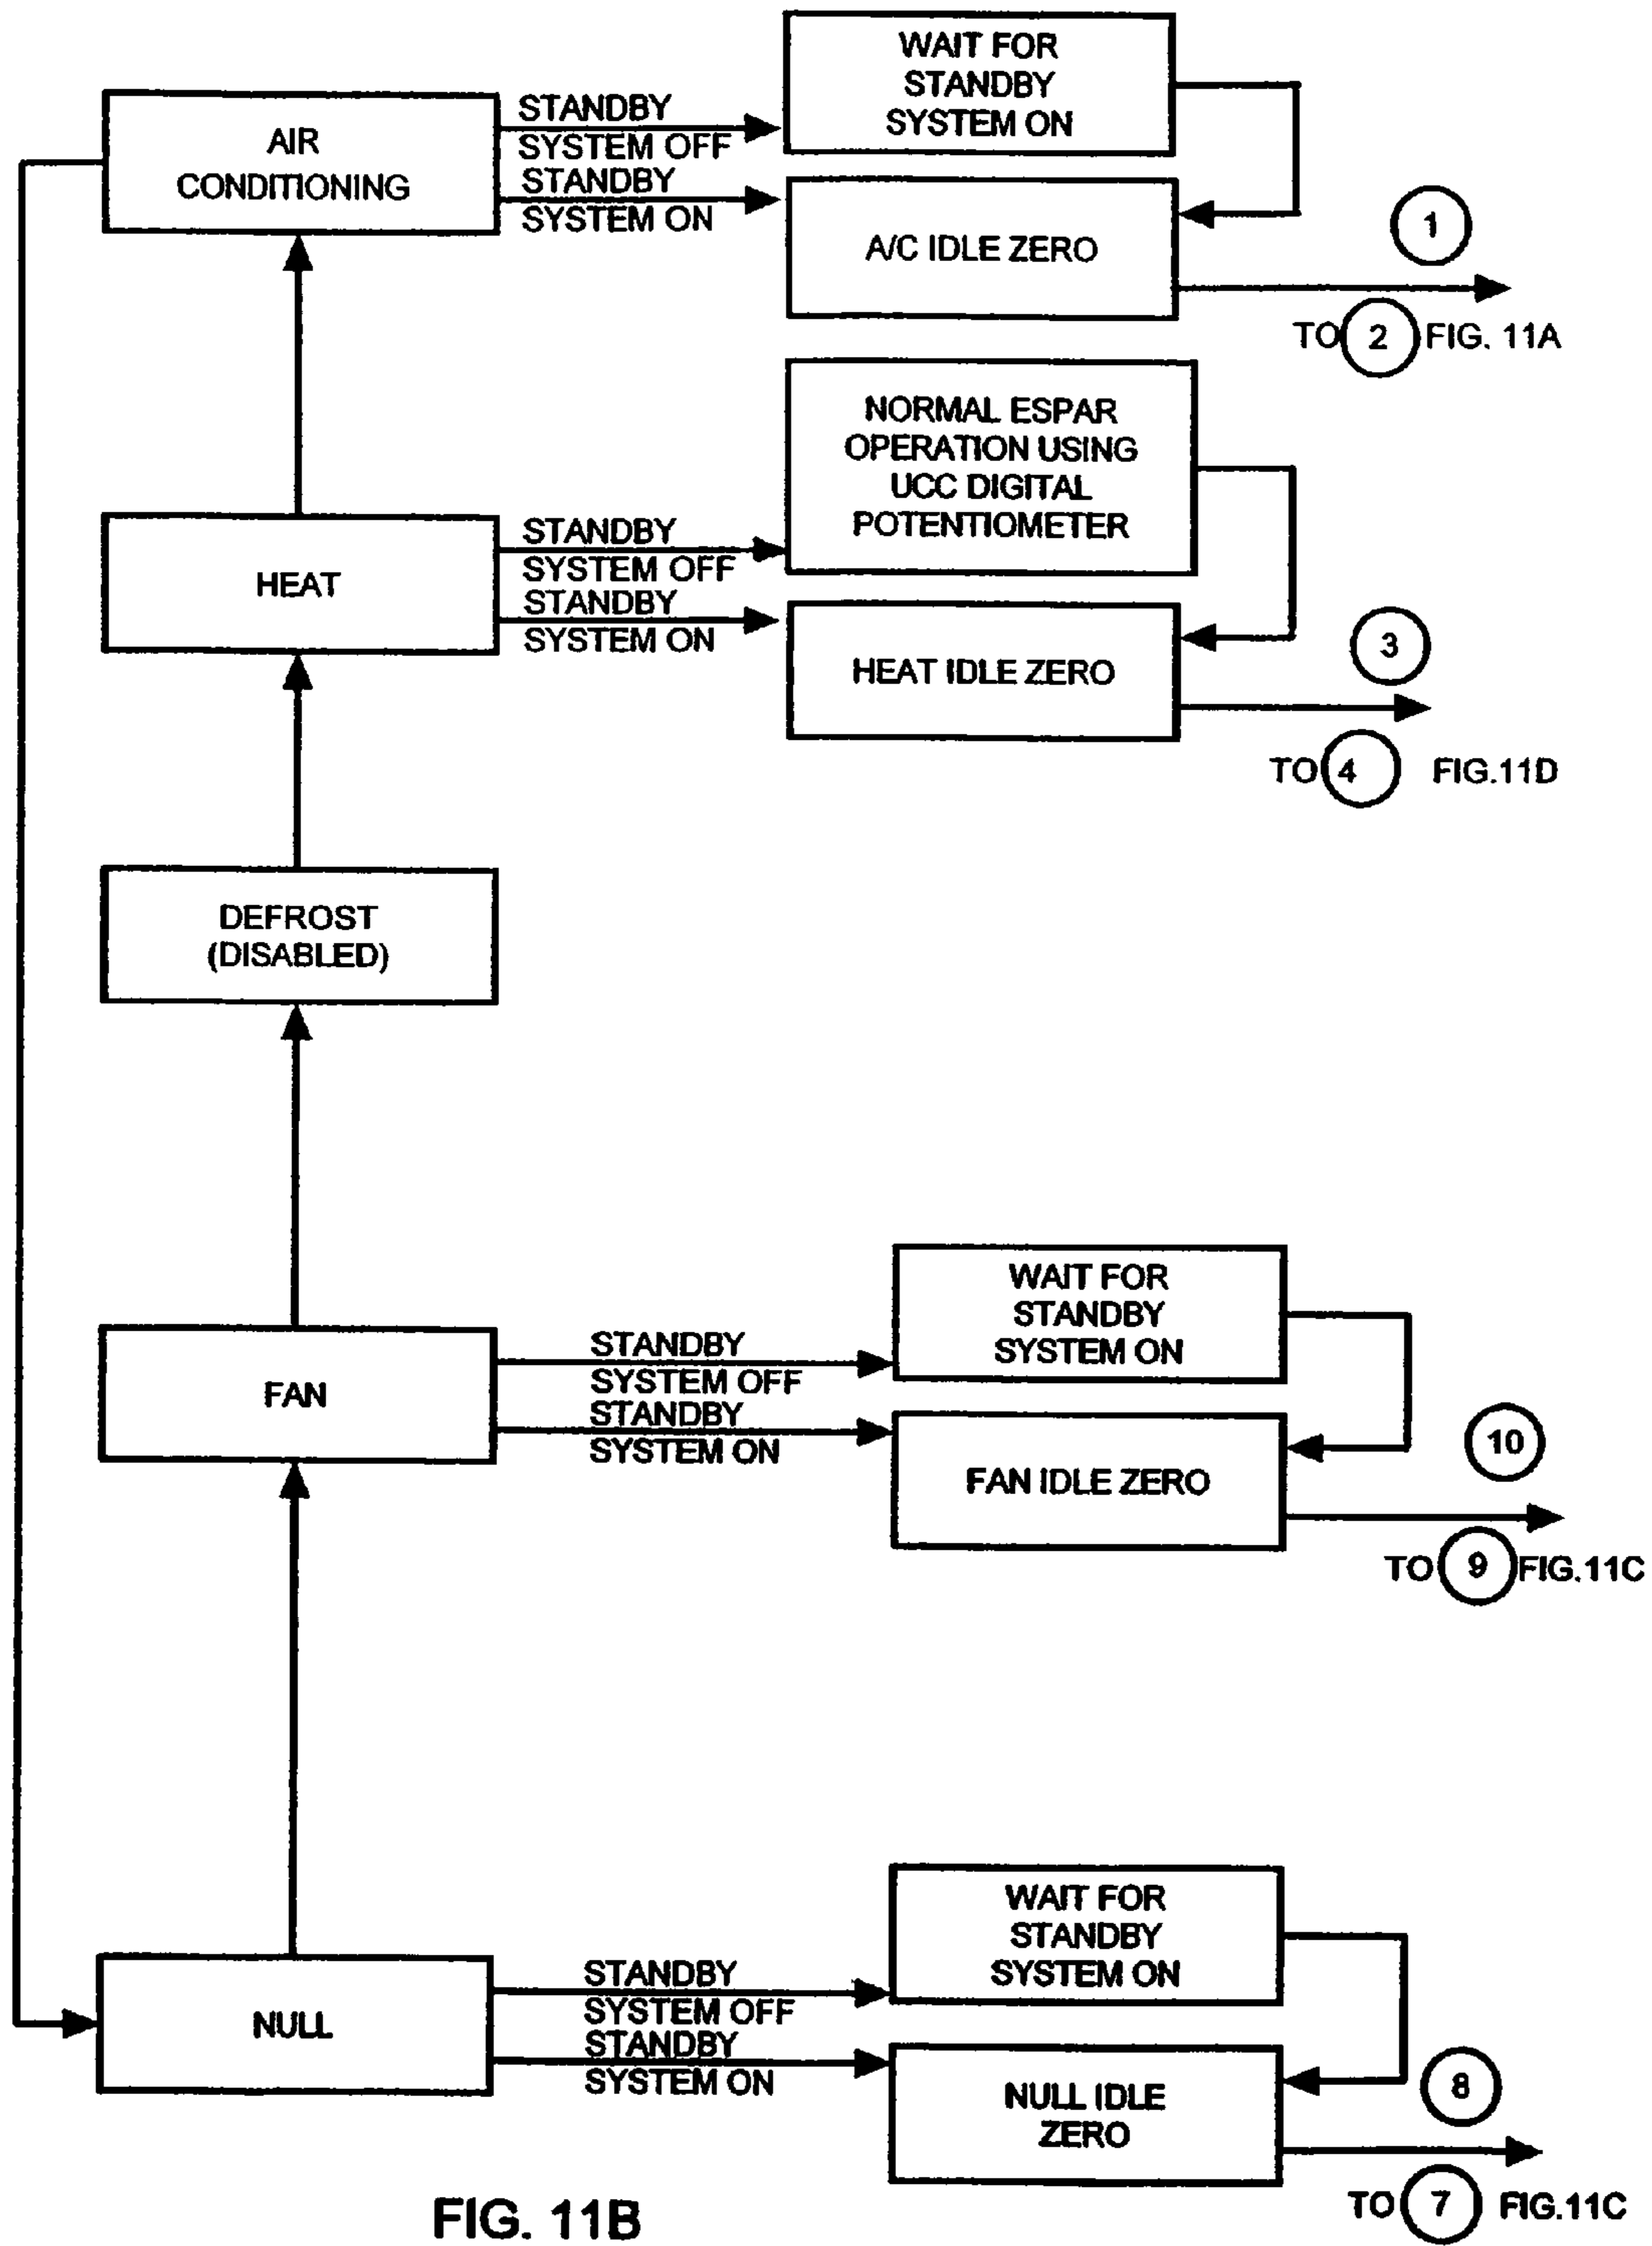 WAIT FOR
STANDBY
SYSTEM ON
AIR
CONDITIONING
STANDBY
SYSTEM OFF
STANDBY
SYSTEM ON
A/C IDLE ZERO
1
TO 2 FIG. 11A
NORMAL ESPAR
OPERATION USING
UCC DIGITAL
POTENTIOMETER
HEAT
STANDBY
SYSTEM OFF
STANDBY
SYSTEM ON
HEAT IDLE ZERO
3
TO 4 FIG.11D
DEFROST
(DISABLED)
WAIT FOR
STANDBY
SYSTEM ON
FAN
STANDBY
SYSTEM OFF
STANDBY
SYSTEM ON
FAN IDLE ZERO
10
TO 9 FIG.11C
WAIT FOR
STANDBY
SYSTEM ON
NULL
STANDBY
SYSTEM OFF
STANDBY
SYSTEM ON
NULL IDLE
ZERO
8
TO 7 FIG.11C
FIG. 11B